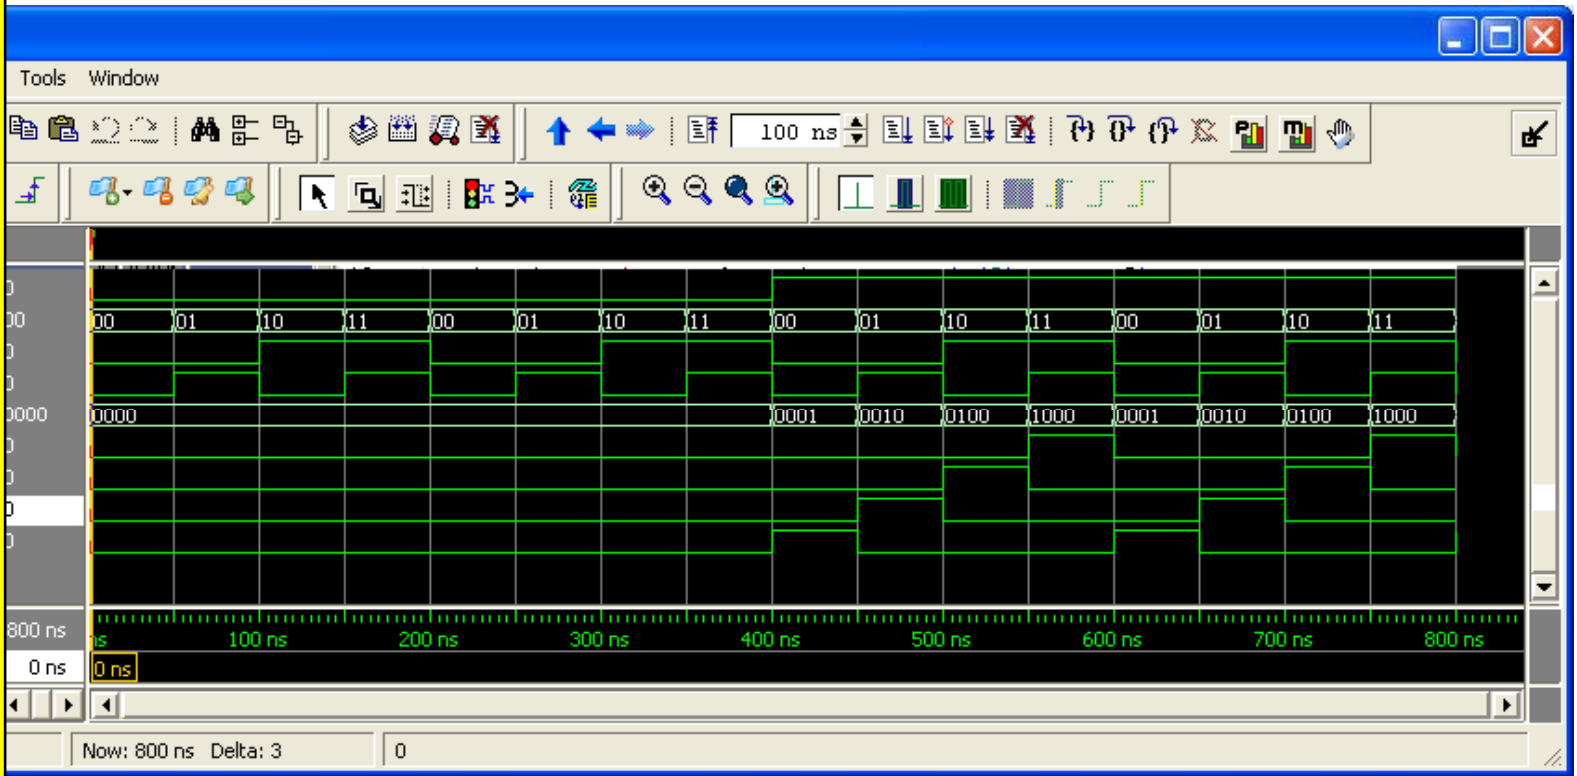 Tools Window
100 ns
00 00 01 10 11 00 01 10 11 00 01 10 11 00 01 10 11
0000 0000 0001 0010 0100 1000 0001 0010 0100 1000
800 ns ns 100 ns 200 ns 300 ns 400 ns 500 ns 600 ns 700 ns 800 ns
0 ns 0 ns
Now: 800 ns Delta: 3 0